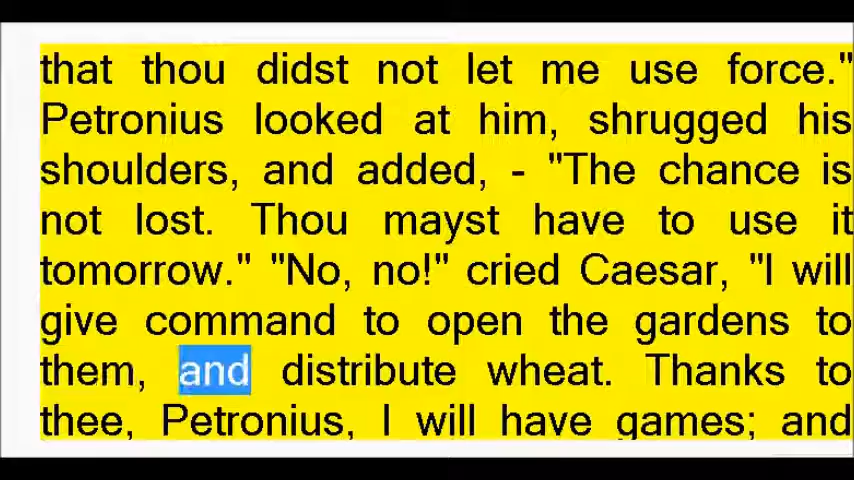 that thou didst not let me use force."
Petronius looked at him, shrugged his
shoulders, and added, - "The chance is
not lost. Thou mayst have to use it
tomorrow." "No, no!" cried Caesar, "I will
give command to open the gardens to
them, and distribute wheat. Thanks to
thee, Petronius, I will have games; and